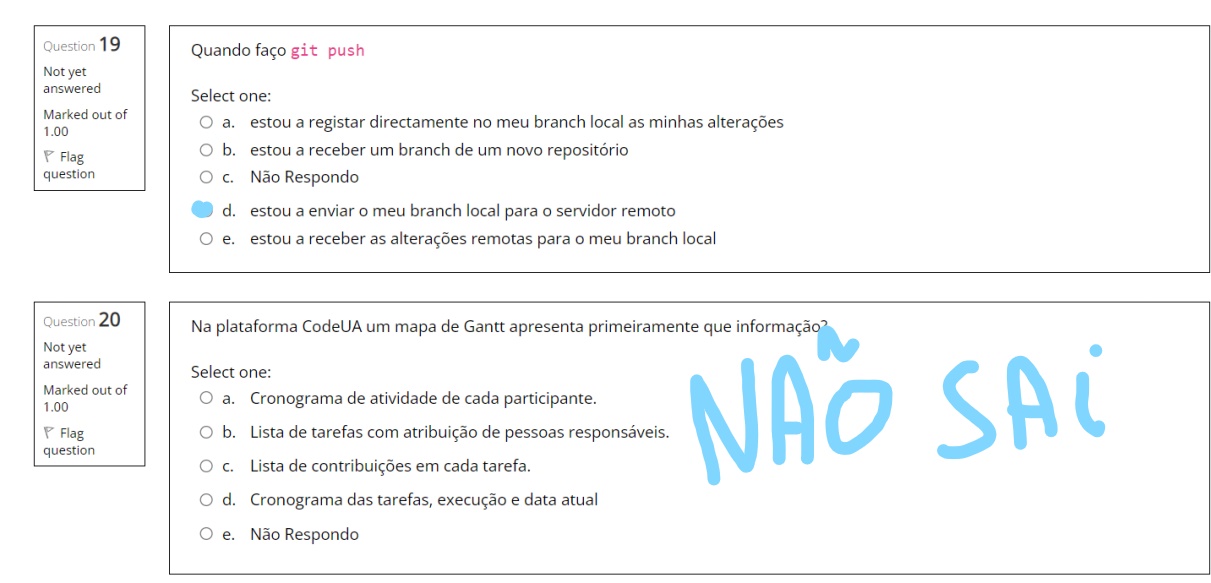 Question 19
Not yet
answered
Marked out of
1.00
Flag
question
Quando faço git push
Select one:
a. estou a registar directamente no meu branch local as minhas alterações
b. estou a receber um branch de um novo repositório
c. Não Respondo
d. estou a enviar o meu branch local para o servidor remoto
e. estou a receber as alterações remotas para o meu branch local
Question 20
Not yet
answered
Marked out of
1.00
Flag
question
Na plataforma CodeUA um mapa de Gantt apresenta primeiramente que informação?
Select one:
a. Cronograma de atividade de cada participante.
b. Lista de tarefas com atribuição de pessoas responsáveis.
c. Lista de contribuições em cada tarefa.
d. Cronograma das tarefas, execução e data atual
e. Não Respondo
NÃO SAi